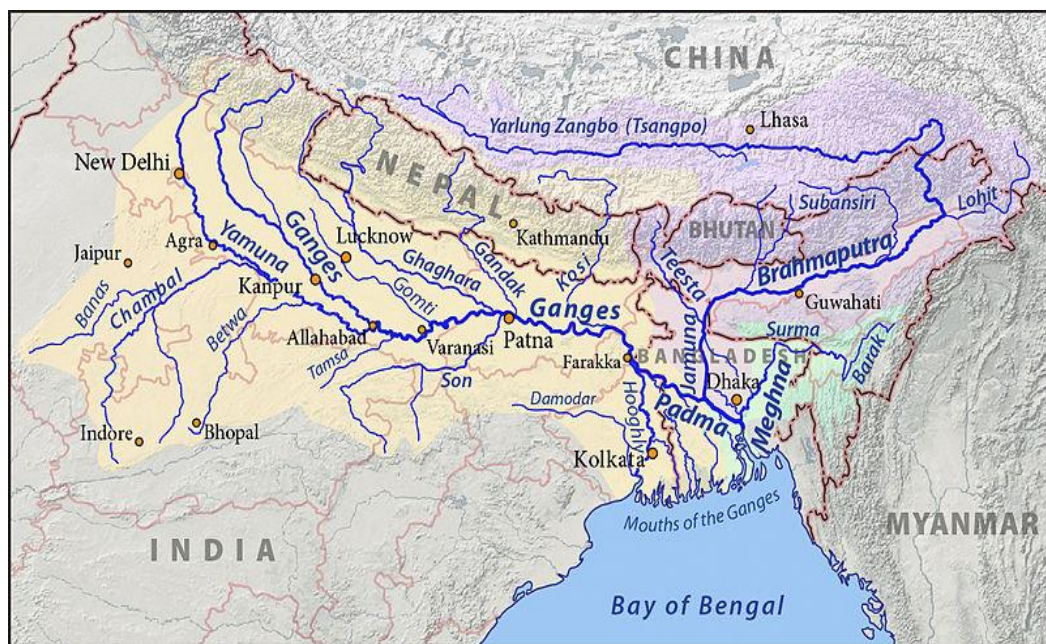 CHINA
Yarlung Zangbo (Tsangpo)
Lhasa
New Delhi
NEPAL
Subansiri
Lohit
BHUTAN
Kathmandu
Agra
Yamuna
Ganges
Lucknow
Ghaghara
Gandak
Kosi
Teesta
Brahmaputra
Jaipur
Banas
Chambal
Kanpur
Gomti
Betwa
Ganges
Guwahati
Allahabad
Varanasi
Patna
Surma
Tamsa
Son
Farakka
BANGLADESH
Jamuna
Barak
Dhaka
Damodar
Hooghly
Padma
Meghna
Indore
Bhopal
Kolkata
Mouths of the Ganges
INDIA
MYANMAR
Bay of Bengal